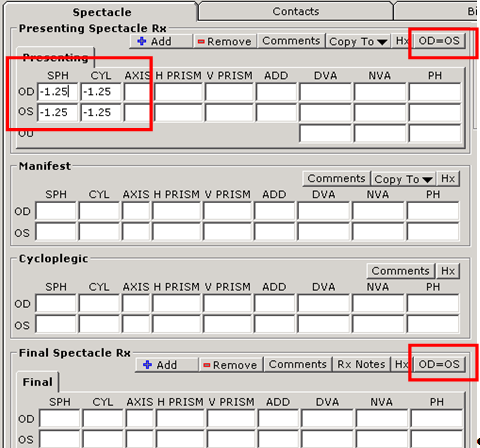 Spectacle Contacts Bi
Presenting Spectacle Rx
Add Remove Comments Copy To Hx OD=OS
Presenting
SPH CYL AXIS H PRISM V PRISM ADD DVA NVA PH
OD -1.25 -1.25
OS -1.25 -1.25
OU
Manifest
Comments Copy To Hx
SPH CYL AXIS H PRISM V PRISM ADD DVA NVA PH
OD
OS
Cycloplegic
Comments Hx
SPH CYL AXIS H PRISM V PRISM ADD DVA NVA PH
OD
OS
Final Spectacle Rx
Add Remove Comments Rx Notes Hx OD=OS
Final
SPH CYL AXIS H PRISM V PRISM ADD DVA NVA PH
OD
OS